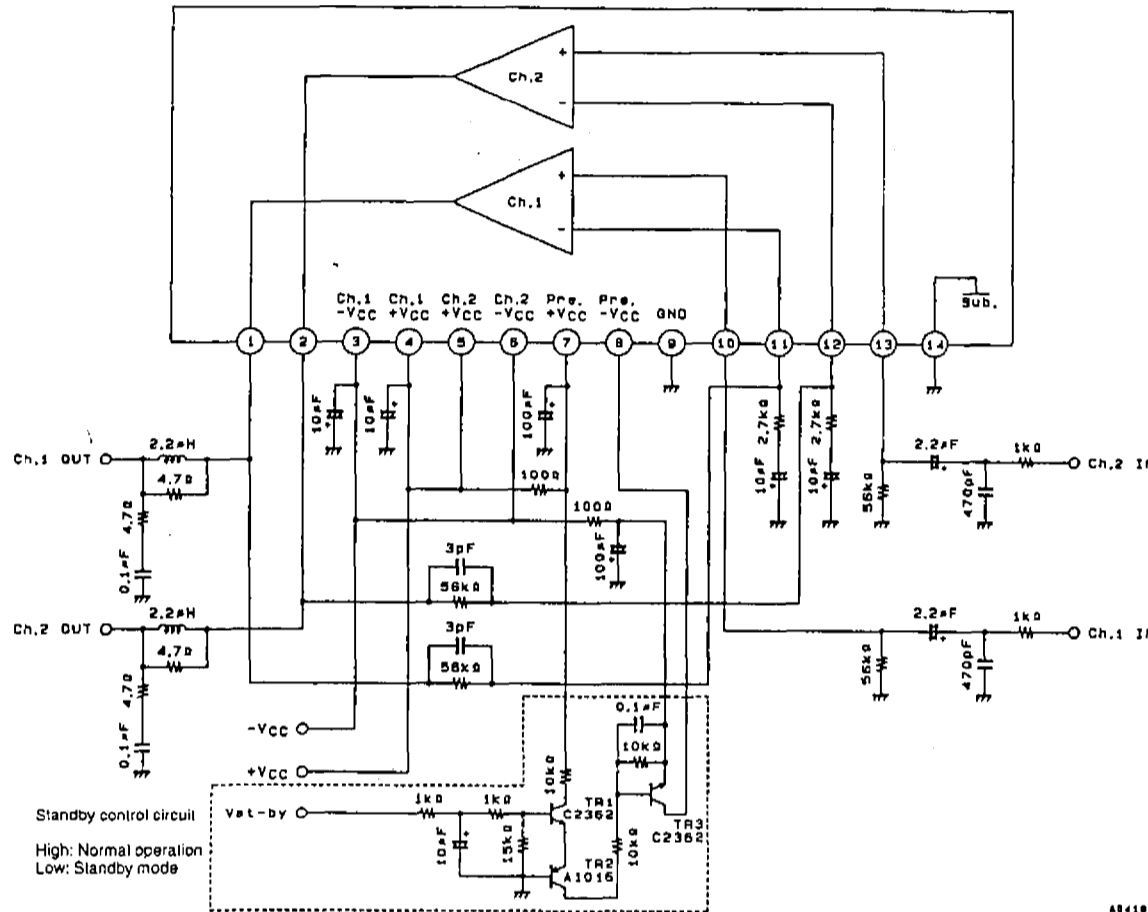 Ch.2
+
-
Ch.1
+
-
Sub.
Ch.1 Ch.1 Ch.2 Ch.2 Pre. Pre. GND
-VCC +VCC +VCC -VCC +VCC -VCC
1 2 3 4 5 6 7 8 9 10 11 12 13 14
10μF
+
10μF
+
100μF
+
2.7kΩ
2.7kΩ
10μF
+
10μF
+
2.2μH
Ch.1 OUT
4.7Ω
4.7Ω
0.1μF
100Ω
100Ω
100μF
+
2.2μF
+
1kΩ
Ch.2 I
56kΩ
470pF
3pF
56kΩ
2.2μH
Ch.2 OUT
4.7Ω
4.7Ω
0.1μF
3pF
56kΩ
2.2μF
+
1kΩ
Ch.1 I
56kΩ
470pF
-VCC
+VCC
0.1μF
10kΩ
10kΩ
Vst-by
1kΩ
1kΩ
TR1
C2362
10μF
+
15kΩ
TR2
A1016
10kΩ
TR3
C2362
Standby control circuit
High: Normal operation
Low: Standby mode